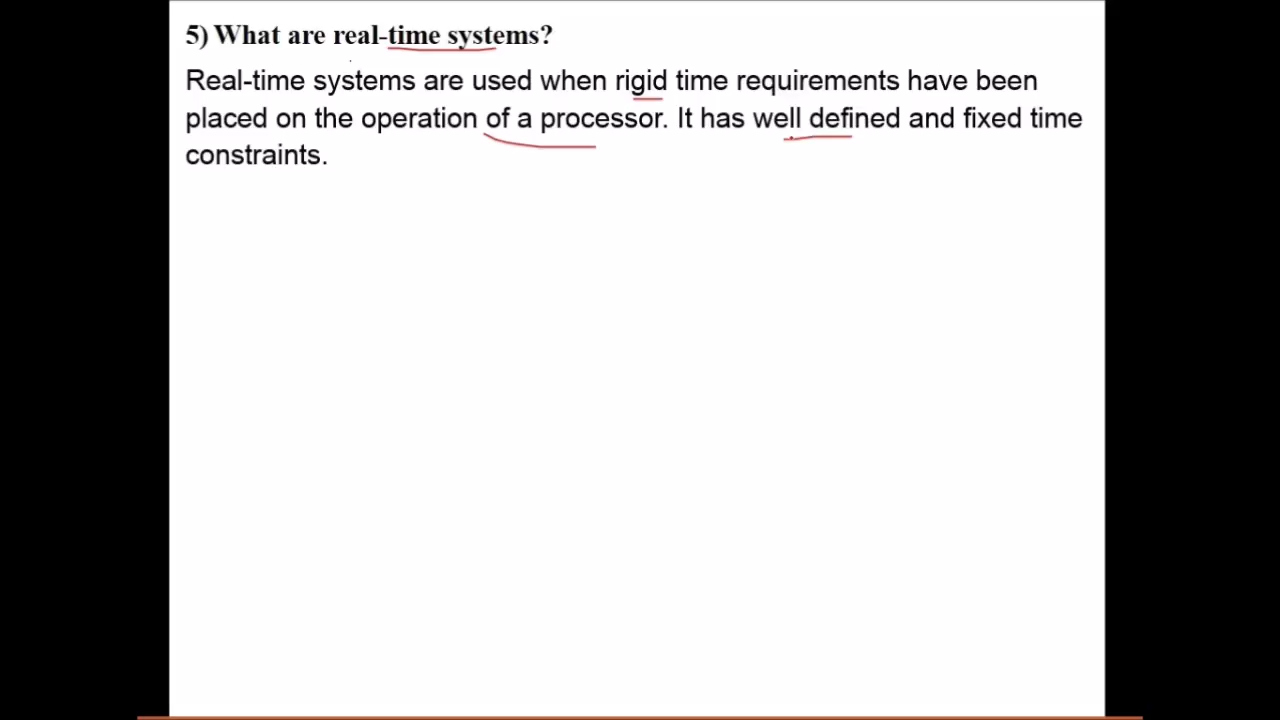 5) What are real-time systems?
Real-time systems are used when rigid time requirements have been
placed on the operation of a processor. It has well defined and fixed time
constraints.